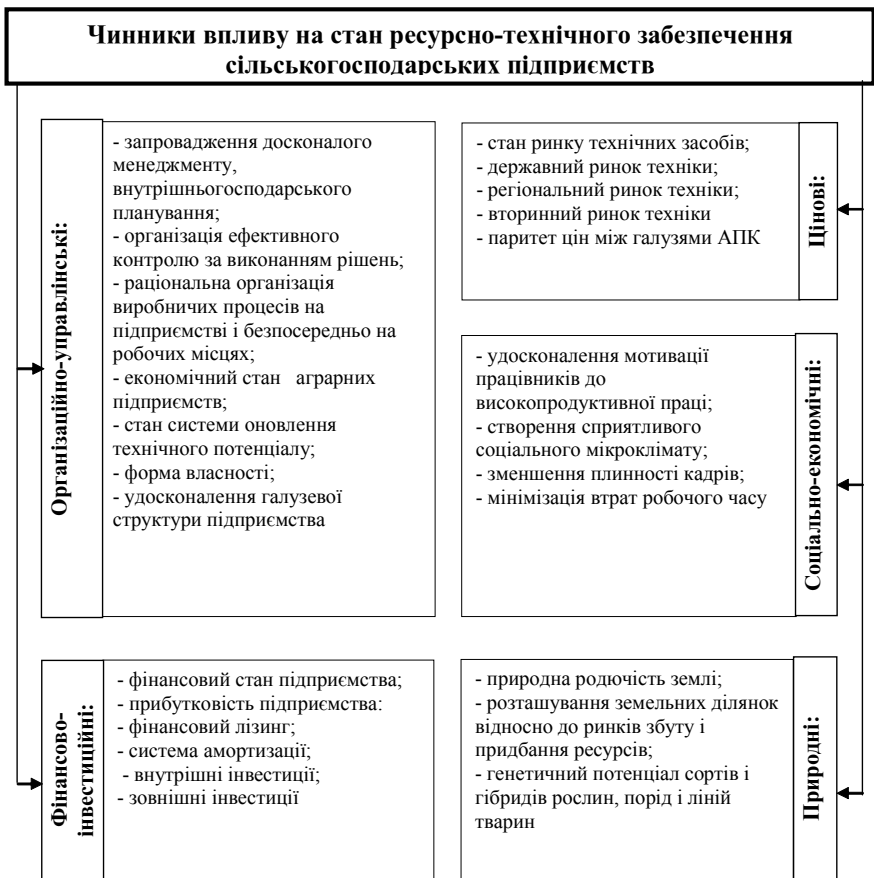 Чинники впливу на стан ресурсно-технічного забезпечення
сільськогосподарських підприємств
Організаційно-управлінські:
- запровадження досконалого
менеджменту,
внутрішньогосподарського
планування;
- організація ефективного
контролю за виконанням рішень;
- раціональна організація
виробничих процесів на
підприємстві і безпосередньо на
робочих місцях;
- економічний стан аграрних
підприємств;
- стан системи оновлення
технічного потенціалу;
- форма власності;
- удосконалення галузевої
структури підприємства
- стан ринку технічних засобів;
- державний ринок техніки;
- регіональний ринок техніки;
- вторинний ринок техніки
- паритет цін між галузями АПК
Цінові:
- удосконалення мотивації
працівників до
високопродуктивної праці;
- створення сприятливого
соціального мікроклімату;
- зменшення плинності кадрів;
- мінімізація втрат робочого часу
Соціально-економічні:
Фінансово-
інвестиційні:
- фінансовий стан підприємства;
- прибутковість підприємства:
- фінансовий лізинг;
- система амортизації;
- внутрішні інвестиції;
- зовнішні інвестиції
- природна родючість землі;
- розташування земельних ділянок
відносно до ринків збуту і
придбання ресурсів;
- генетичний потенціал сортів і
гібридів рослин, порід і ліній
тварин
Природні: